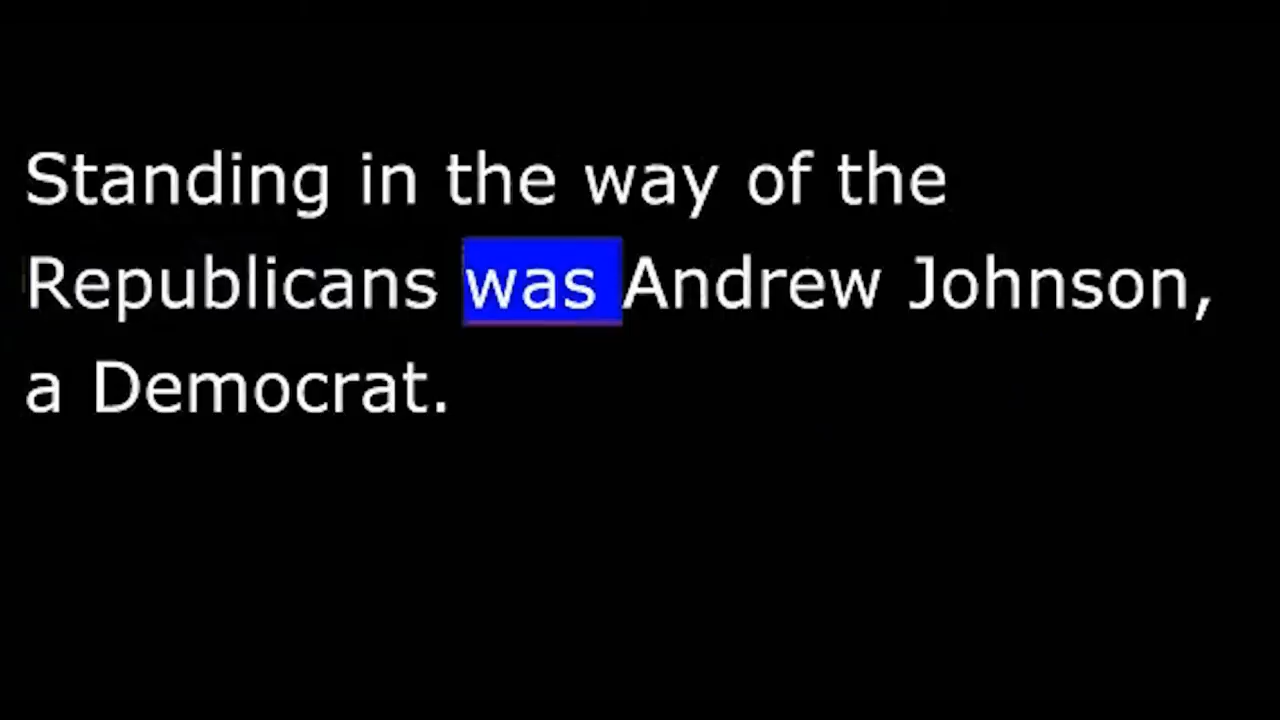 Standing in the way of the
Republicans was Andrew Johnson,
a Democrat.